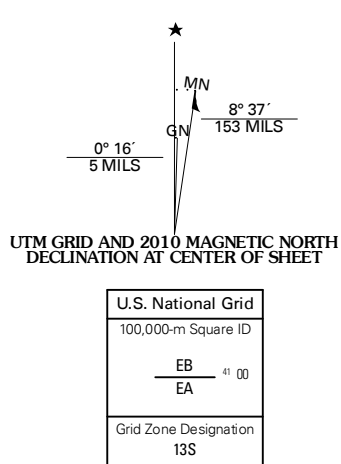 MN
GN
8° 37´
153 MILS
0° 16´
5 MILS
UTM GRID AND 2010 MAGNETIC NORTH
DECLINATION AT CENTER OF SHEET
U.S. National Grid
100,000-m Square ID
EB
EA
41 00
Grid Zone Designation
13S